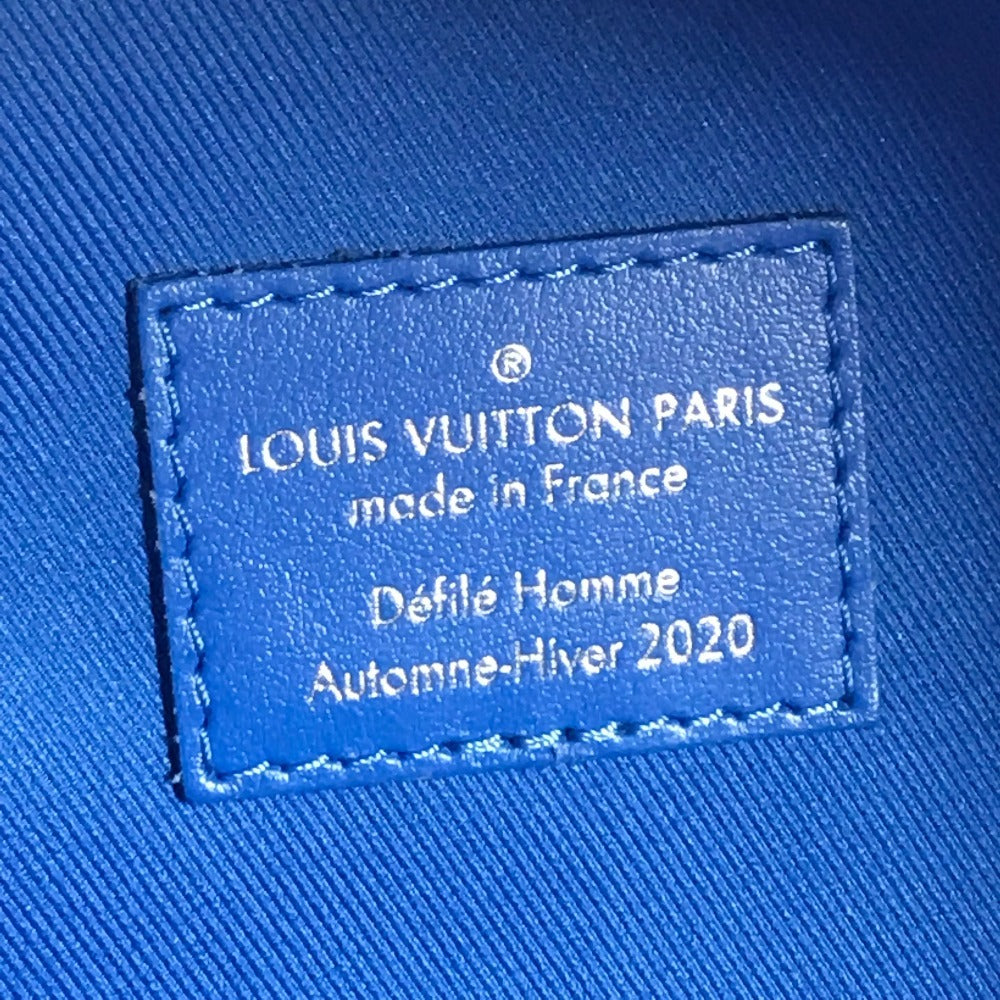 ®
LOUIS VUITTON PARIS
made in France
Défilé Homme
Automne-Hiver 2020